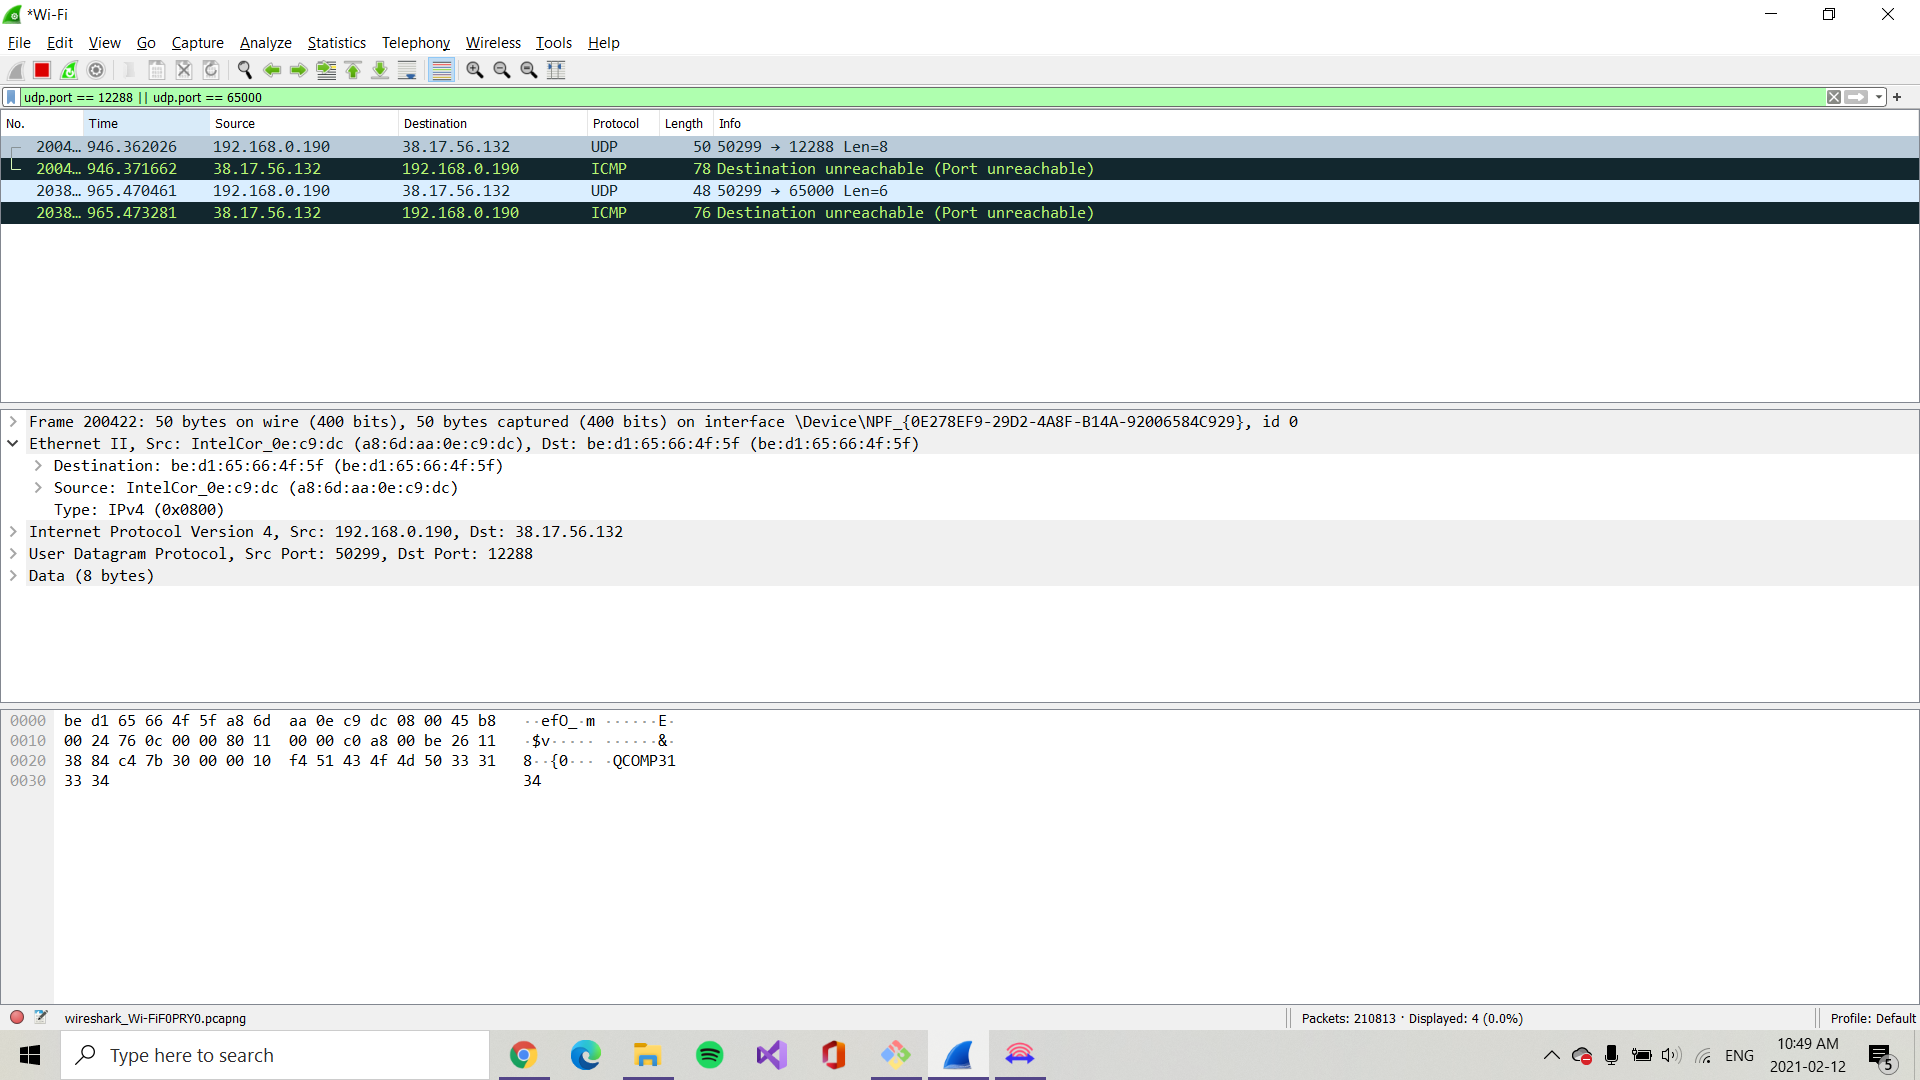 *Wi-Fi
File Edit View Go Capture Analyze Statistics Telephony Wireless Tools Help
udp.port == 12288 || udp.port == 65000
No. Time Source Destination Protocol Length Info
2004… 946.362026 192.168.0.190 38.17.56.132 UDP 50 50299 → 12288 Len=8
2004… 946.371662 38.17.56.132 192.168.0.190 ICMP 78 Destination unreachable (Port unreachable)
2038… 965.470461 192.168.0.190 38.17.56.132 UDP 48 50299 → 65000 Len=6
2038… 965.473281 38.17.56.132 192.168.0.190 ICMP 76 Destination unreachable (Port unreachable)
Frame 200422: 50 bytes on wire (400 bits), 50 bytes captured (400 bits) on interface \Device\NPF_{0E278EF9-29D2-4A8F-B14A-92006584C929}, id 0
Ethernet II, Src: IntelCor_0e:c9:dc (a8:6d:aa:0e:c9:dc), Dst: be:d1:65:66:4f:5f (be:d1:65:66:4f:5f)
Destination: be:d1:65:66:4f:5f (be:d1:65:66:4f:5f)
Source: IntelCor_0e:c9:dc (a8:6d:aa:0e:c9:dc)
Type: IPv4 (0x0800)
Internet Protocol Version 4, Src: 192.168.0.190, Dst: 38.17.56.132
User Datagram Protocol, Src Port: 50299, Dst Port: 12288
Data (8 bytes)
0000 be d1 65 66 4f 5f a8 6d aa 0e c9 dc 08 00 45 b8 ··efO_·m ······E·
0010 00 24 76 0c 00 00 80 11 00 00 c0 a8 00 be 26 11 ·$v····· ······&·
0020 38 84 c4 7b 30 00 00 10 f4 51 43 4f 4d 50 33 31 8··{0··· ·QCOMP31
0030 33 34 34
wireshark_Wi-FiF0PRY0.pcapng
Packets: 210813 · Displayed: 4 (0.0%)
Profile: Default
Type here to search
ENG
10:49 AM
2021-02-12
5